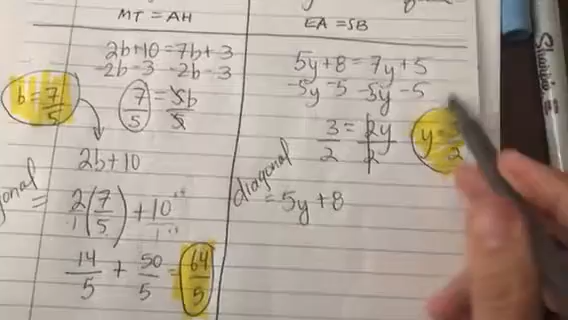 MT = AH
2b+10=7b+3
-2b-3 -2b-3
b=7/5
7/5 = 5b/5
2b+10
= 2(7/5)+10
14/5 + 50/5 = 64/5
EA = SB
5y+8=7y+5
-5y-5 -5y-5
3/2 = 2y/2
y=3/2
diagonal
= 5y+8
Sharpie